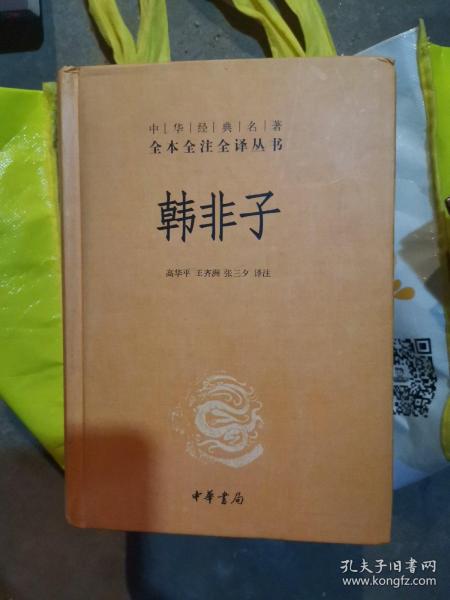 中|华|经|典|名|著
全本全注全译丛书
韩非子
高华平 王齐洲 张三夕 译注
中華書局
孔夫子旧书网
www.kongfz.com